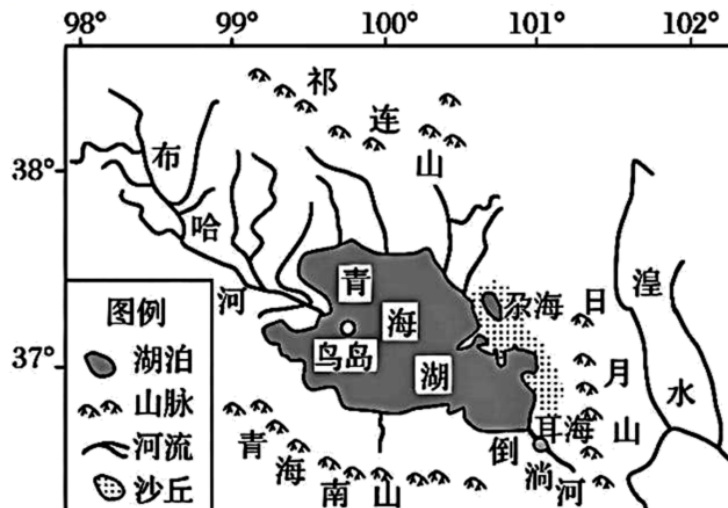 98° 99° 100° 101° 102°
38°
37°
祁连山
布哈河
青海湖
鸟岛
尕海
日月山
湟水
耳海
倒淌河
青海南山
图例
湖泊
山脉
河流
沙丘